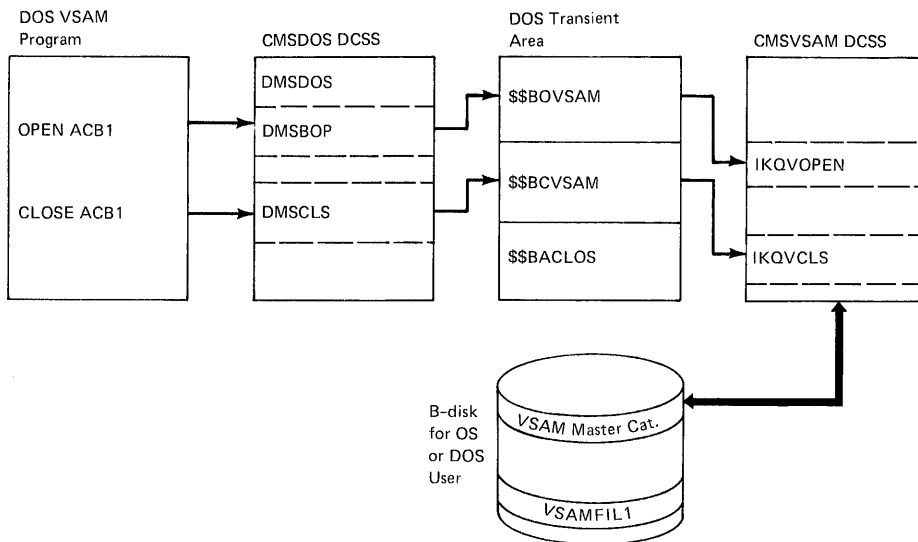 DOS VSAM
Program
OPEN ACB1
CLOSE ACB1
CMSDOS DCSS
DMSDOS
DMSBOP
DMSCLS
DOS Transient
Area
$$BOVSAM
$$BCVSAM
$$BACLOS
CMSVSAM DCSS
IKQVOPEN
IKQVCLS
B-disk
for OS
or DOS
User
VSAM Master Cat.
VSAMFIL1